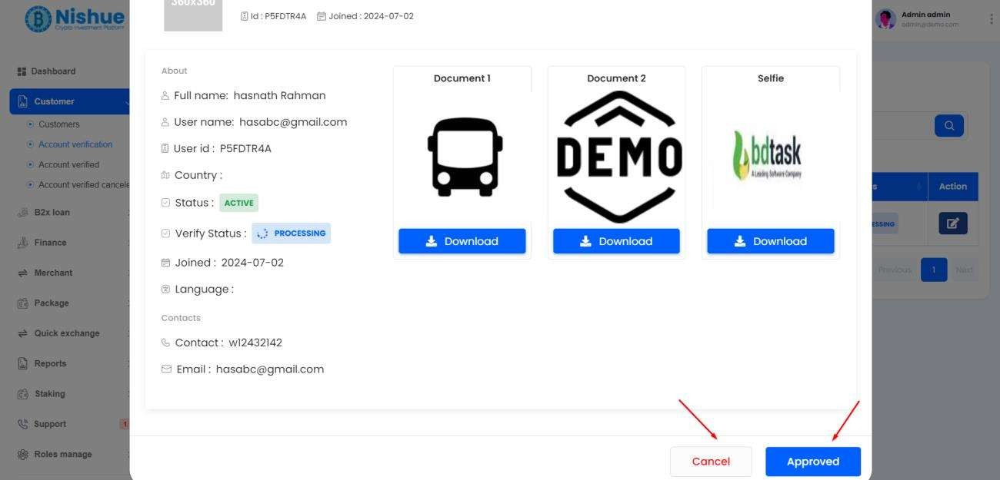 360x360
Nishue
Crypto Investment Platform
Id : P5FDTR4A
Joined : 2024-07-02
Admin admin
admin@demo.com
Dashboard
Customer
Customers
Account verification
Account verified
Account verified cancele
B2x loan
Finance
Merchant
Package
Quick exchange
Reports
Staking
Support
1
Roles manage
About
Full name: hasnath Rahman
User name: hasabc@gmail.com
User id : P5FDTR4A
Country :
Status : ACTIVE
Verify Status : PROCESSING
Joined : 2024-07-02
Language :
Contacts
Contact : w12432142
Email : hasabc@gmail.com
Document 1
Download
Document 2
DEMO
Download
Selfie
bdtask
A Leading Software Company
Download
s
Action
ESSING
Previous
1
Next
Cancel
Approved